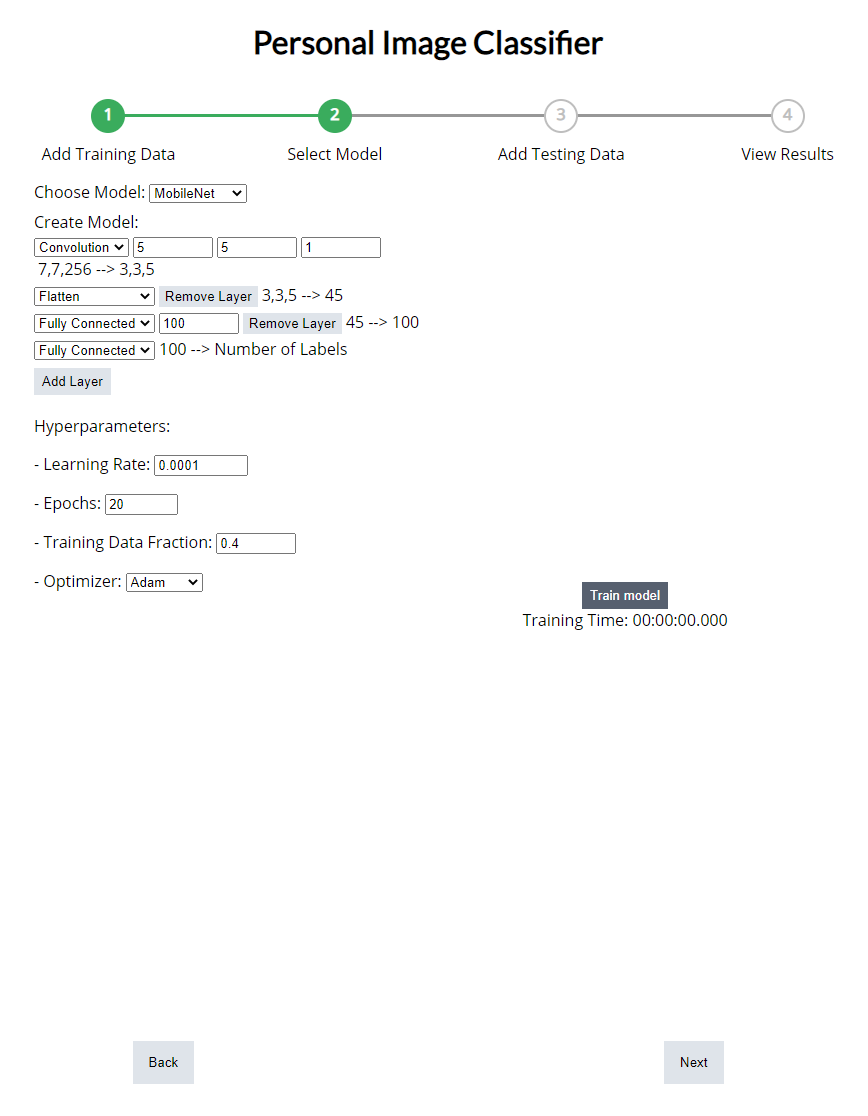 Personal Image Classifier
1 2 3 4
Add Training Data Select Model Add Testing Data View Results
Choose Model: MobileNet
Create Model:
Convolution 5 5 1
7,7,256 --> 3,3,5
Flatten Remove Layer 3,3,5 --> 45
Fully Connected 100 Remove Layer 45 --> 100
Fully Connected 100 --> Number of Labels
Add Layer
Hyperparameters:
- Learning Rate: 0.0001
- Epochs: 20
- Training Data Fraction: 0.4
- Optimizer: Adam
Train model
Training Time: 00:00:00.000
Back Next